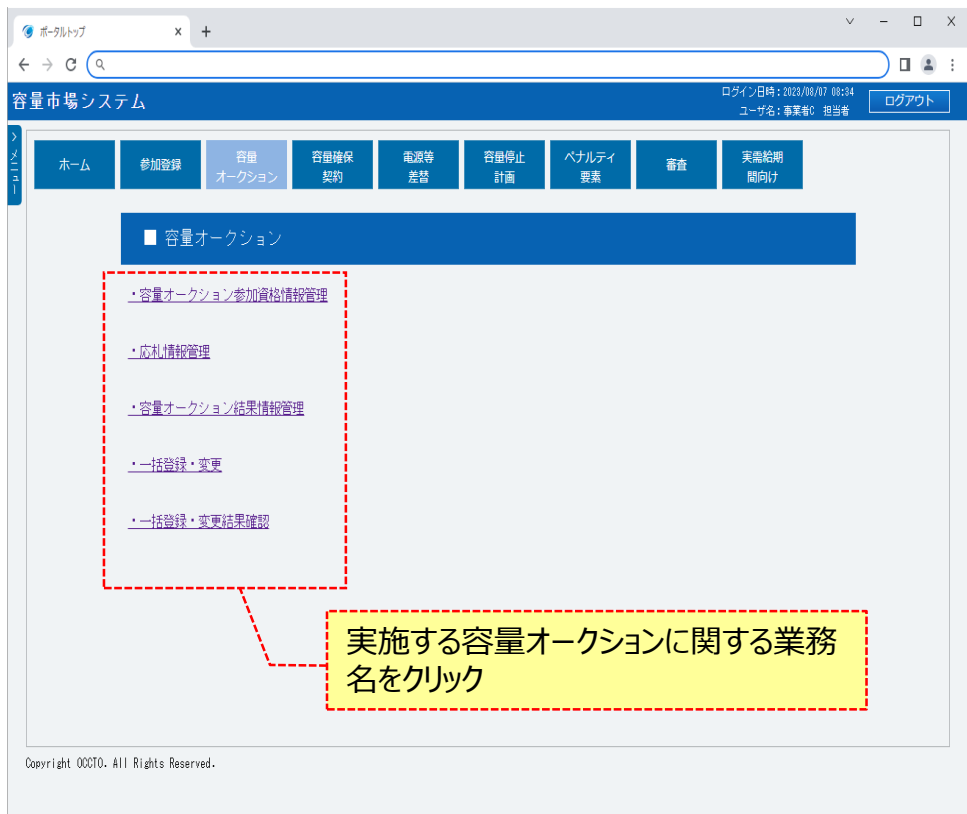 ポータルトップ
容量市場システム
ログイン日時：2023/08/07 08:34
ユーザ名：事業者C 担当者
ログアウト
＞メニュー
ホーム
参加登録
容量
オークション
容量確保
契約
電源等
差替
容量停止
計画
ペナルティ
要素
審査
実需給期
間向け
■ 容量オークション
・容量オークション参加資格情報管理
・応札情報管理
・容量オークション結果情報管理
・一括登録・変更
・一括登録・変更結果確認
実施する容量オークションに関する業務
名をクリック
Copyright OCCTO. All Rights Reserved.